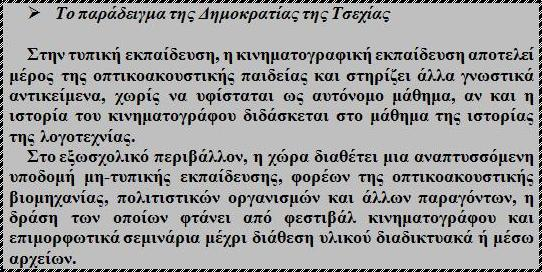 ➢ Το παράδειγμα της Δημοκρατίας της Τσεχίας
Στην τυπική εκπαίδευση, η κινηματογραφική εκπαίδευση αποτελεί
μέρος της οπτικοακουστικής παιδείας και στηρίζει άλλα γνωστικά
αντικείμενα, χωρίς να υφίσταται ως αυτόνομο μάθημα, αν και η
ιστορία του κινηματογράφου διδάσκεται στο μάθημα της ιστορίας
της λογοτεχνίας.
Στο εξωσχολικό περιβάλλον, η χώρα διαθέτει μια αναπτυσσόμενη
υποδομή μη-τυπικής εκπαίδευσης, φορέων της οπτικοακουστικής
βιομηχανίας, πολιτιστικών οργανισμών και άλλων παραγόντων, η
δράση των οποίων φτάνει από φεστιβάλ κινηματογράφου και
επιμορφωτικά σεμινάρια μέχρι διάθεση υλικού διαδικτυακά ή μέσω
αρχείων.